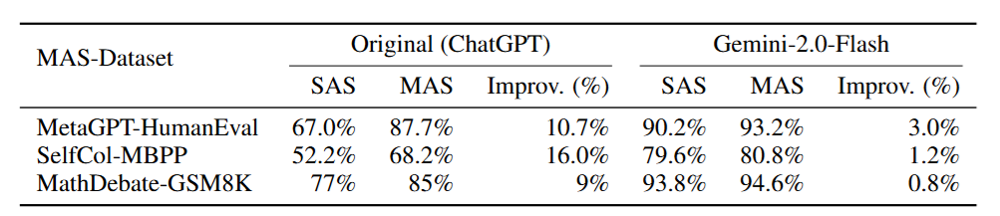 MAS-Dataset Original (ChatGPT) Gemini-2.0-Flash
SAS MAS Improv. (%) SAS MAS Improv. (%)
MetaGPT-HumanEval 67.0% 87.7% 10.7% 90.2% 93.2% 3.0%
SelfCol-MBPP 52.2% 68.2% 16.0% 79.6% 80.8% 1.2%
MathDebate-GSM8K 77% 85% 9% 93.8% 94.6% 0.8%